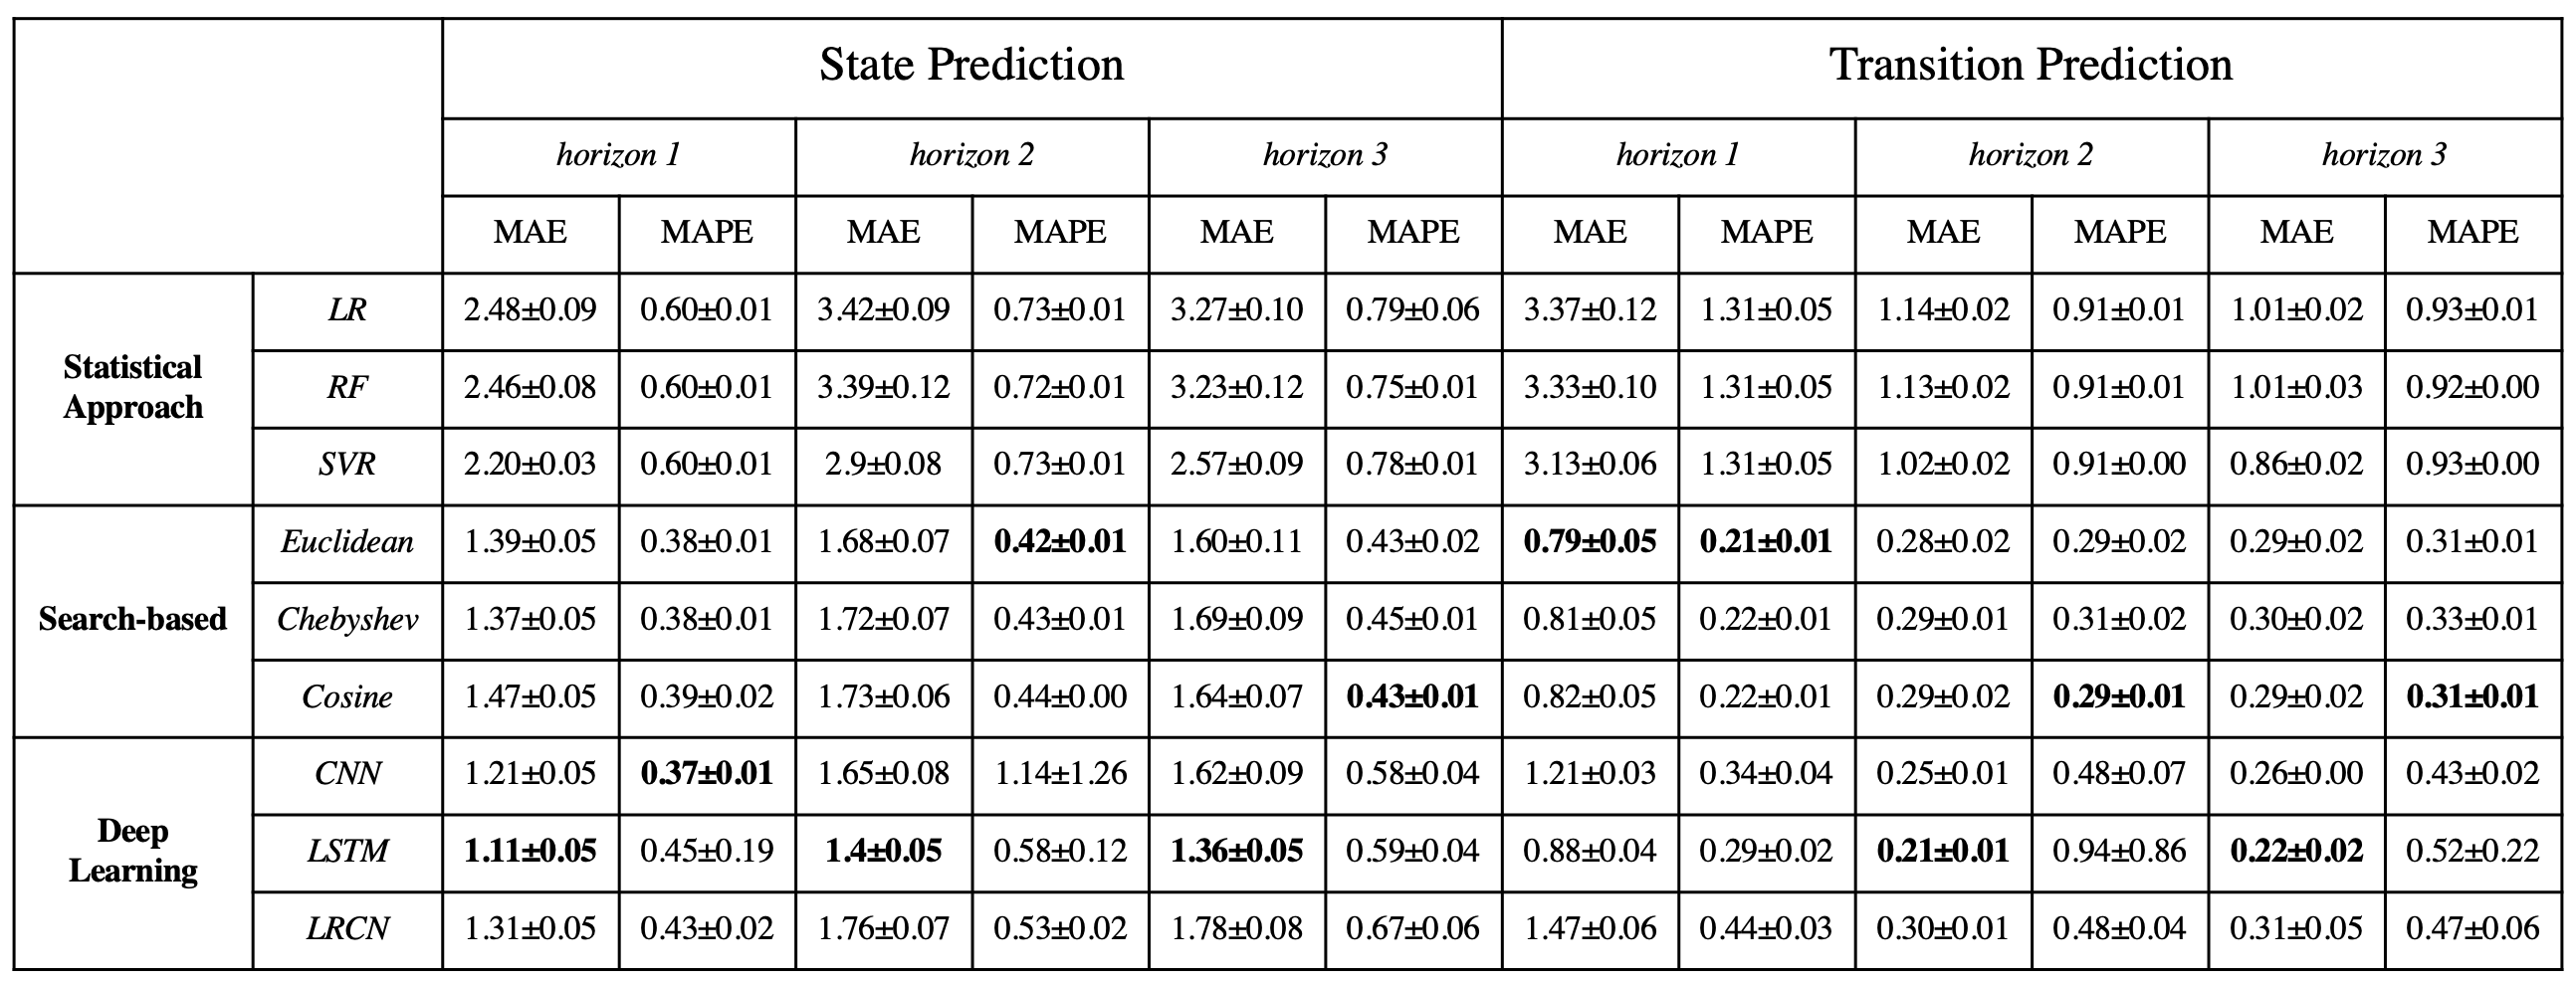 State Prediction Transition Prediction
horizon 1 horizon 2 horizon 3 horizon 1 horizon 2 horizon 3
MAE MAPE MAE MAPE MAE MAPE MAE MAPE MAE MAPE MAE MAPE
Statistical
Approach
LR 2.48±0.09 0.60±0.01 3.42±0.09 0.73±0.01 3.27±0.10 0.79±0.06 3.37±0.12 1.31±0.05 1.14±0.02 0.91±0.01 1.01±0.02 0.93±0.01
RF 2.46±0.08 0.60±0.01 3.39±0.12 0.72±0.01 3.23±0.12 0.75±0.01 3.33±0.10 1.31±0.05 1.13±0.02 0.91±0.01 1.01±0.03 0.92±0.00
SVR 2.20±0.03 0.60±0.01 2.9±0.08 0.73±0.01 2.57±0.09 0.78±0.01 3.13±0.06 1.31±0.05 1.02±0.02 0.91±0.00 0.86±0.02 0.93±0.00
Search-based
Euclidean 1.39±0.05 0.38±0.01 1.68±0.07 0.42±0.01 1.60±0.11 0.43±0.02 0.79±0.05 0.21±0.01 0.28±0.02 0.29±0.02 0.29±0.02 0.31±0.01
Chebyshev 1.37±0.05 0.38±0.01 1.72±0.07 0.43±0.01 1.69±0.09 0.45±0.01 0.81±0.05 0.22±0.01 0.29±0.01 0.31±0.02 0.30±0.02 0.33±0.01
Cosine 1.47±0.05 0.39±0.02 1.73±0.06 0.44±0.00 1.64±0.07 0.43±0.01 0.82±0.05 0.22±0.01 0.29±0.02 0.29±0.01 0.29±0.02 0.31±0.01
Deep
Learning
CNN 1.21±0.05 0.37±0.01 1.65±0.08 1.14±1.26 1.62±0.09 0.58±0.04 1.21±0.03 0.34±0.04 0.25±0.01 0.48±0.07 0.26±0.00 0.43±0.02
LSTM 1.11±0.05 0.45±0.19 1.4±0.05 0.58±0.12 1.36±0.05 0.59±0.04 0.88±0.04 0.29±0.02 0.21±0.01 0.94±0.86 0.22±0.02 0.52±0.22
LRCN 1.31±0.05 0.43±0.02 1.76±0.07 0.53±0.02 1.78±0.08 0.67±0.06 1.47±0.06 0.44±0.03 0.30±0.01 0.48±0.04 0.31±0.05 0.47±0.06